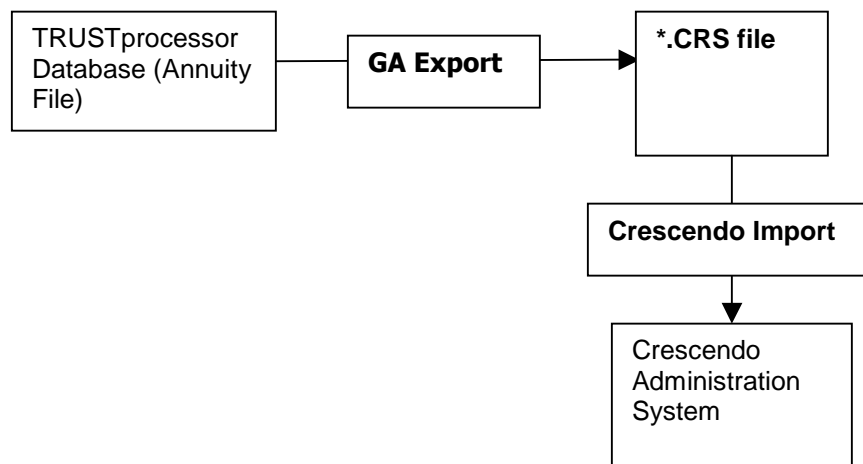 TRUSTprocessor
Database (Annuity
File)
GA Export
*.CRS file
Crescendo Import
Crescendo
Administration
System